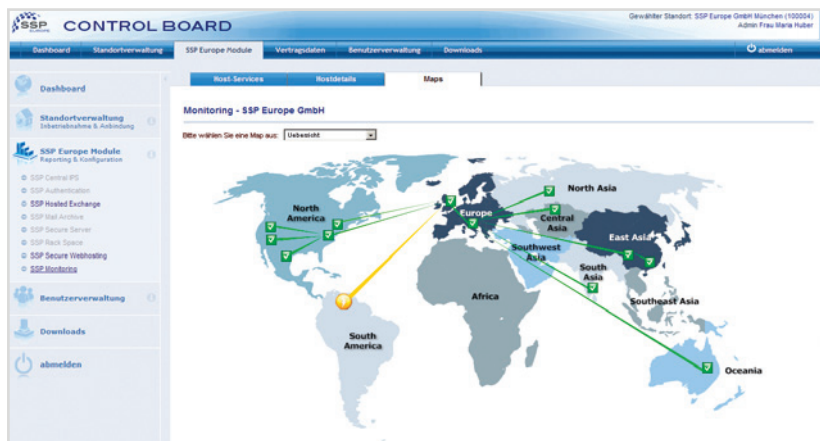 SSP EUROPE CONTROL BOARD
Gewählter Standort: SSP Europe GmbH München (100004)
Admin Frau Maria Huber
Dashboard Standortverwaltung SSP Europe Module Vertragsdaten Benutzerverwaltung Downloads abmelden
Host-Services Hostdetails Maps
Dashboard
Standortverwaltung
Inbetriebnahme & Anbindung
SSP Europe Module
Reporting & Konfiguration
SSP Central IPS
SSP Authentication
SSP Hosted Exchange
SSP Mail Archive
SSP Secure Server
SSP Rack Space
SSP Secure Webhosting
SSP Monitoring
Benutzerverwaltung
Downloads
abmelden
Monitoring - SSP Europe GmbH
Bitte wählen Sie eine Map aus: Uebersicht
North America
Europe
North Asia
Central Asia
East Asia
Southwest Asia
South Asia
Southeast Asia
Africa
South America
Oceania